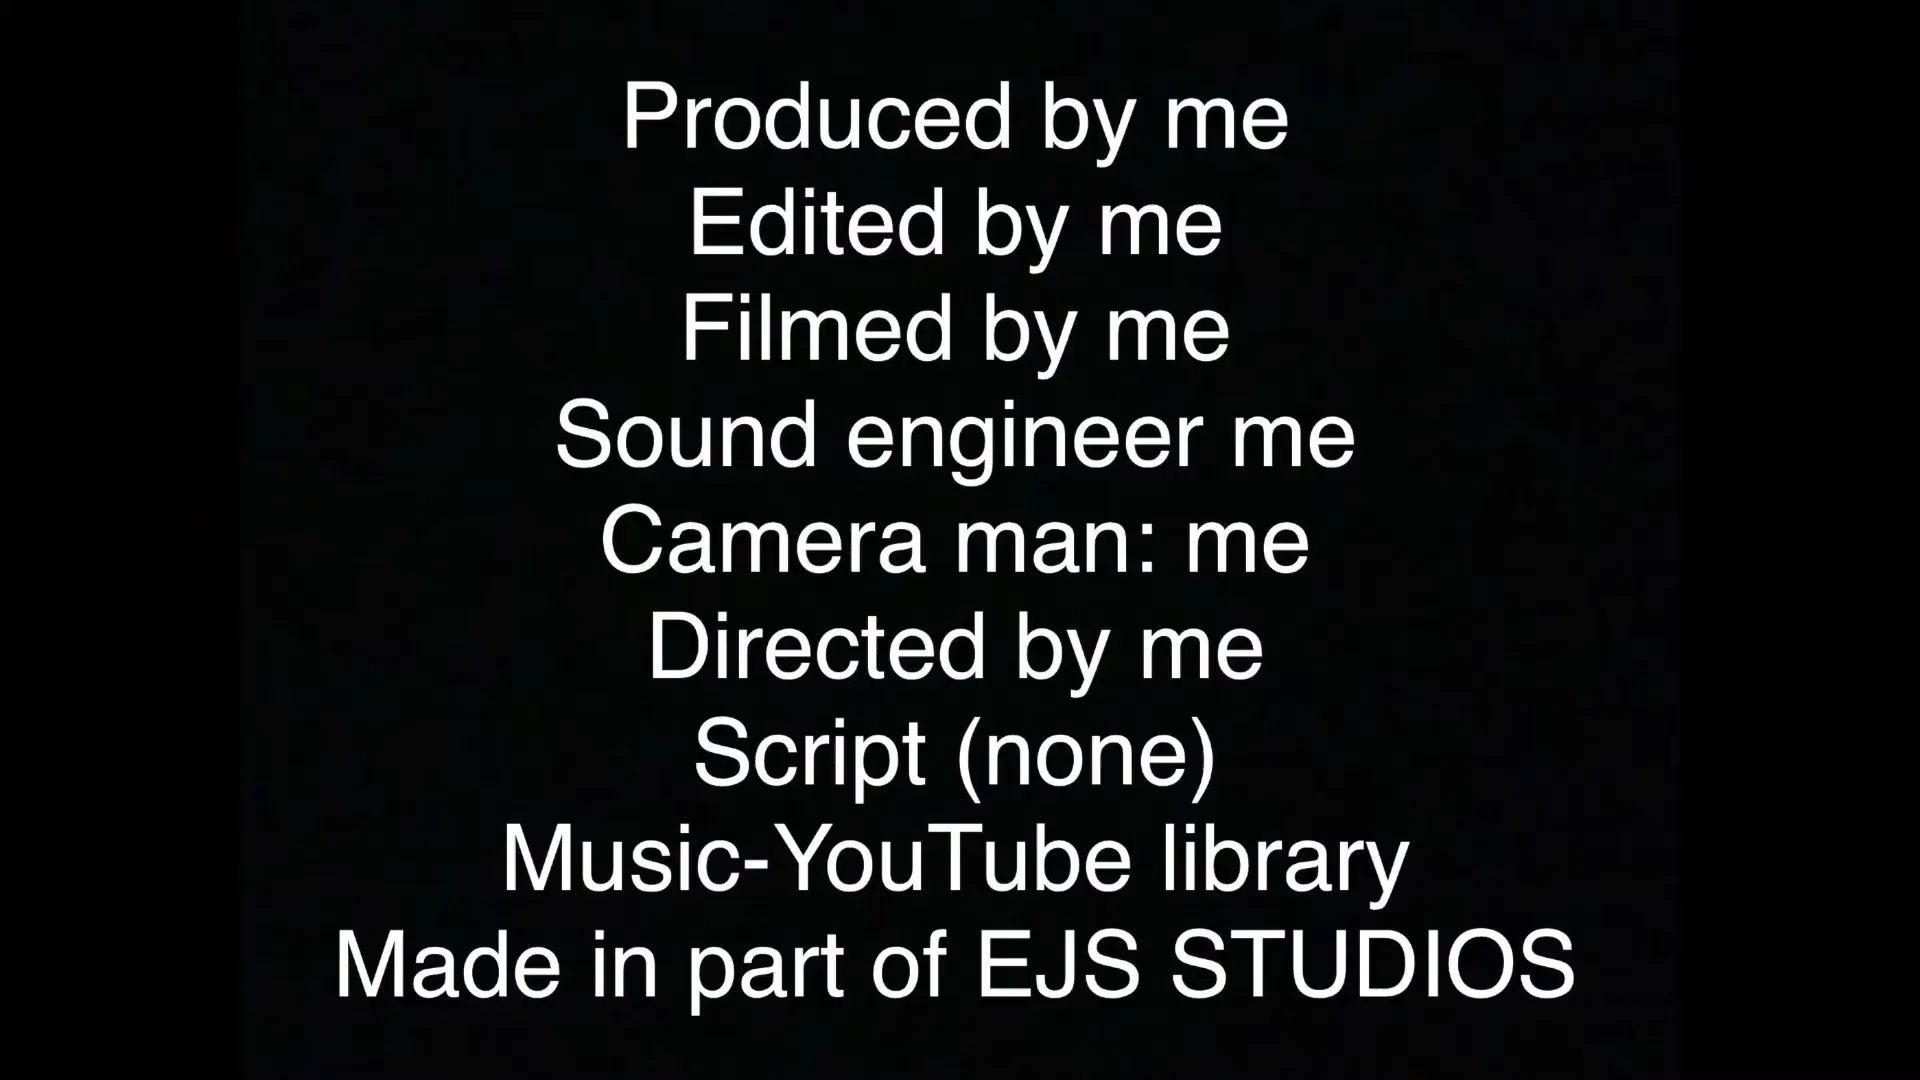 Produced by me
Edited by me
Filmed by me
Sound engineer me
Camera man: me
Directed by me
Script (none)
Music-YouTube library
Made in part of EJS STUDIOS